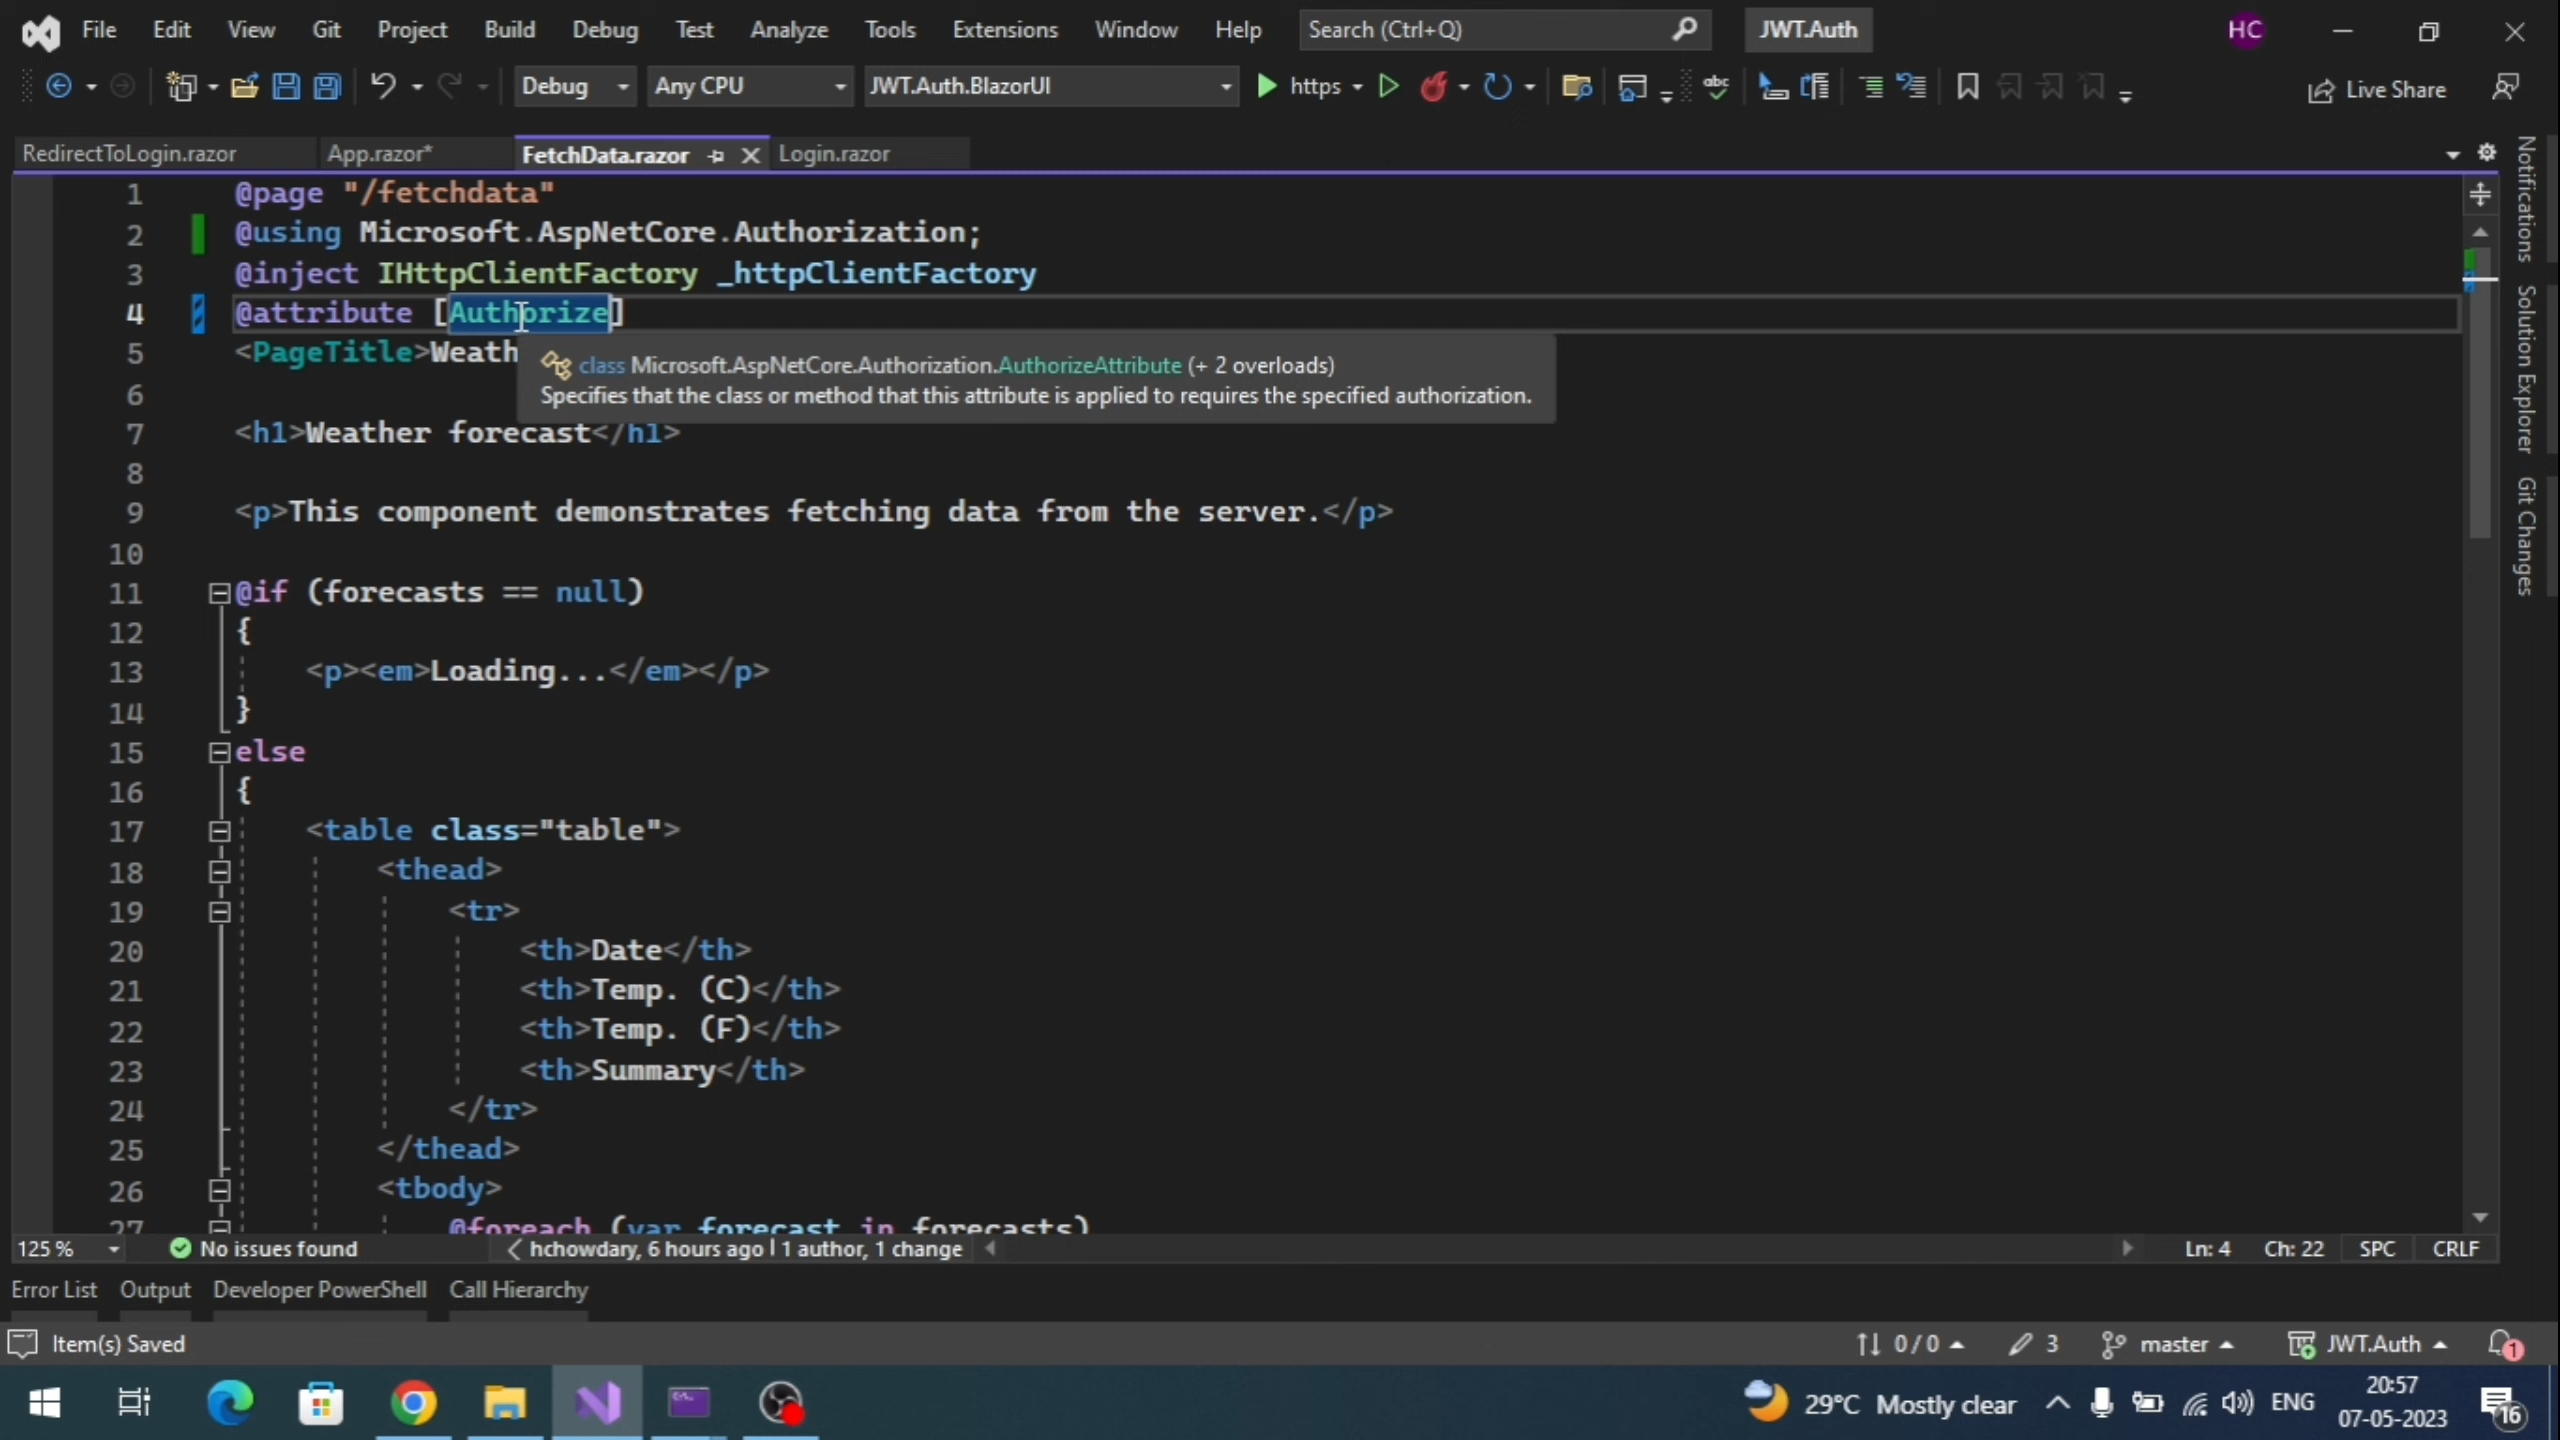 File Edit View Git Project Build Debug Test Analyze Tools Extensions Window Help Search (Ctrl+Q) JWT.Auth HC
Debug Any CPU JWT.Auth.BlazorUI https Live Share
RedirectToLogin.razor App.razor* FetchData.razor Login.razor
1 @page "/fetchdata"
2 @using Microsoft.AspNetCore.Authorization;
3 @inject IHttpClientFactory _httpClientFactory
4 @attribute [Authorize]
5 <PageTitle>Weath
class Microsoft.AspNetCore.Authorization.AuthorizeAttribute (+ 2 overloads)
Specifies that the class or method that this attribute is applied to requires the specified authorization.
6
7 <h1>Weather forecast</h1>
8
9 <p>This component demonstrates fetching data from the server.</p>
10
11 @if (forecasts == null)
12 {
13 <p><em>Loading...</em></p>
14 }
15 else
16 {
17 <table class="table">
18 <thead>
19 <tr>
20 <th>Date</th>
21 <th>Temp. (C)</th>
22 <th>Temp. (F)</th>
23 <th>Summary</th>
24 </tr>
25 </thead>
26 <tbody>
27 @foreach (var forecast in forecasts)
125 % No issues found hchowdary, 6 hours ago | 1 author, 1 change Ln: 4 Ch: 22 SPC CRLF
Error List Output Developer PowerShell Call Hierarchy
Item(s) Saved 0 / 0 3 master JWT.Auth 1
29°C Mostly clear ENG 20:57
07-05-2023 16
Notifications
Solution Explorer
Git Changes